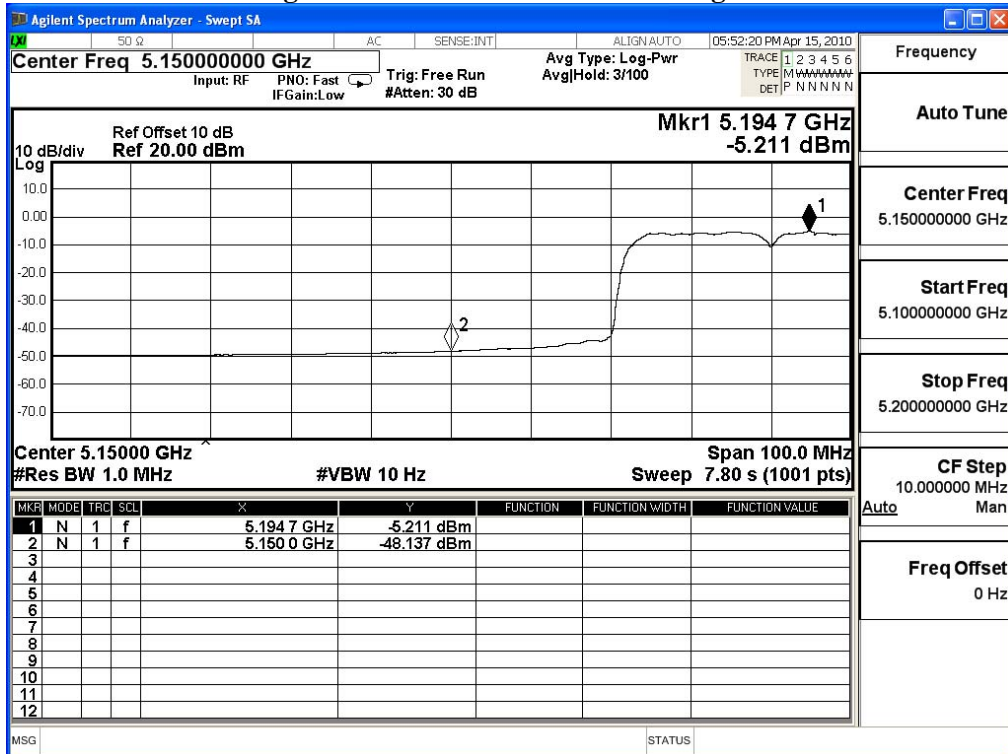 Agilent Spectrum Analyzer - Swept SA
LXI 50 Ω AC SENSE:INT ALIGN AUTO 05:52:20 PM Apr 15, 2010
Center Freq 5.150000000 GHz
Input: RF PNO: Fast IFGain:Low
Trig: Free Run
#Atten: 30 dB
Avg Type: Log-Pwr
Avg|Hold: 3/100
TRACE 1 2 3 4 5 6
TYPE M W W W W W
DET P N N N N N
Ref Offset 10 dB
10 dB/div Ref 20.00 dBm
Log
Mkr1 5.194 7 GHz
-5.211 dBm
10.0
0.00
-10.0
-20.0
-30.0
-40.0
-50.0
-60.0
-70.0
1
2
Center 5.15000 GHz Span 100.0 MHz
#Res BW 1.0 MHz #VBW 10 Hz Sweep 7.80 s (1001 pts)
MKR MODE TRC SCL X Y FUNCTION FUNCTION WIDTH FUNCTION VALUE
1 N 1 f 5.194 7 GHz -5.211 dBm
2 N 1 f 5.150 0 GHz -48.137 dBm
3
4
5
6
7
8
9
10
11
12
MSG STATUS
Frequency
Auto Tune
Center Freq
5.150000000 GHz
Start Freq
5.100000000 GHz
Stop Freq
5.200000000 GHz
CF Step
10.000000 MHz
Auto Man
Freq Offset
0 Hz